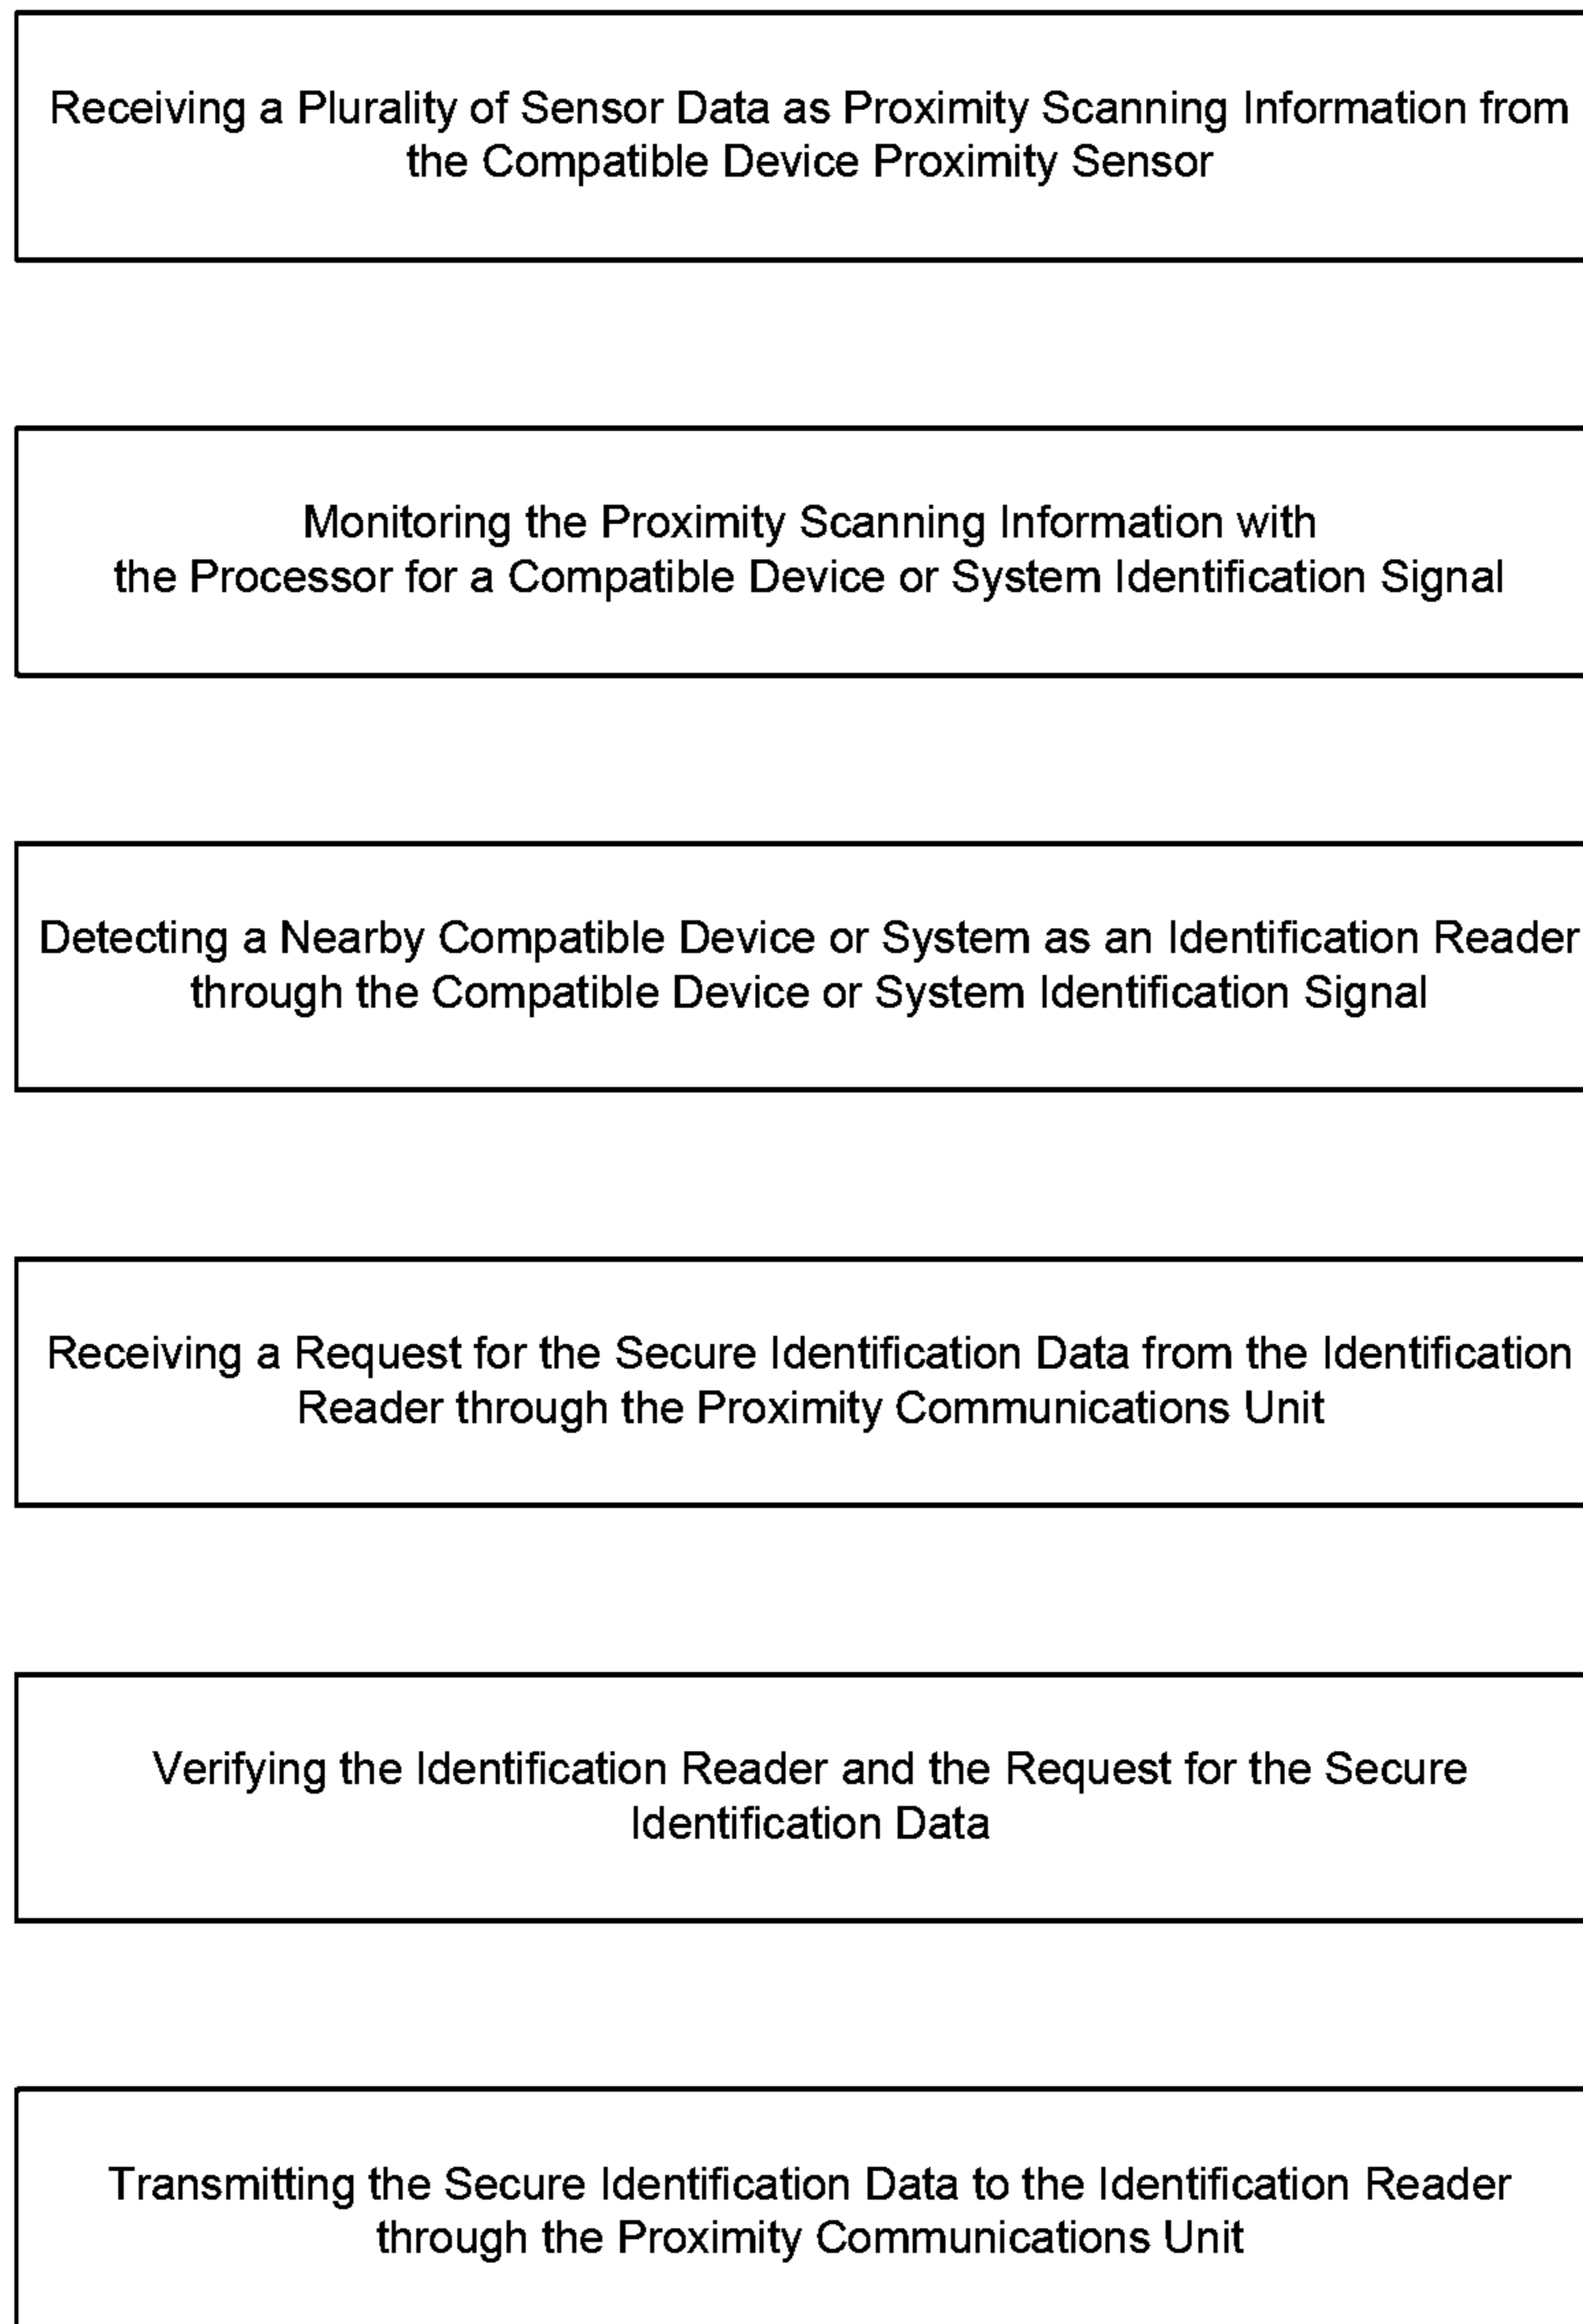 Receiving a Plurality of Sensor Data as Proximity Scanning Information from
the Compatible Device Proximity Sensor
Monitoring the Proximity Scanning Information with
the Processor for a Compatible Device or System Identification Signal
Detecting a Nearby Compatible Device or System as an Identification Reader
through the Compatible Device or System Identification Signal
Receiving a Request for the Secure Identification Data from the Identification
Reader through the Proximity Communications Unit
Verifying the Identification Reader and the Request for the Secure
Identification Data
Transmitting the Secure Identification Data to the Identification Reader
through the Proximity Communications Unit